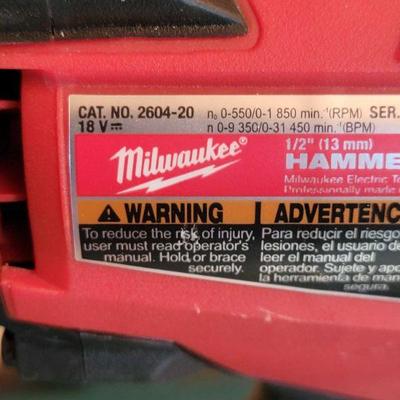 CAT. NO. 2604-20 n₀ 0-550/0-1 850 min.⁻¹(RPM) SER.
18 V⎓ n 0-9 350/0-31 450 min.⁻¹(BPM)
Milwaukee® 1/2" (13 mm)
HAMME
Milwaukee Electric To
Professionally made
⚠ WARNING
To reduce the risk of injury,
user must read operator's
manual. Hold or brace
securely.
ADVERTENC
Para reducir el riesgo
lesiones, el usuario de
leer el manual del
operador. Sujete y apo
la herramienta de man
segura.